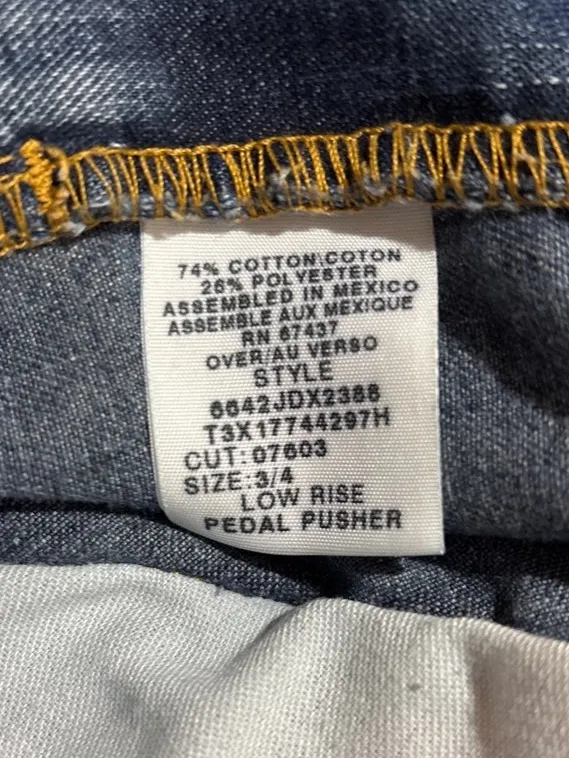 74% COTTON\COTON
26% POLYESTER
ASSEMBLED IN MEXICO
ASSEMBLE AUX MEXIQUE
RN 67437
OVER/AU VERSO
STYLE
6642JDX2388
T3X17744297H
CUT: 07603
SIZE: 3/4
LOW RISE
PEDAL PUSHER